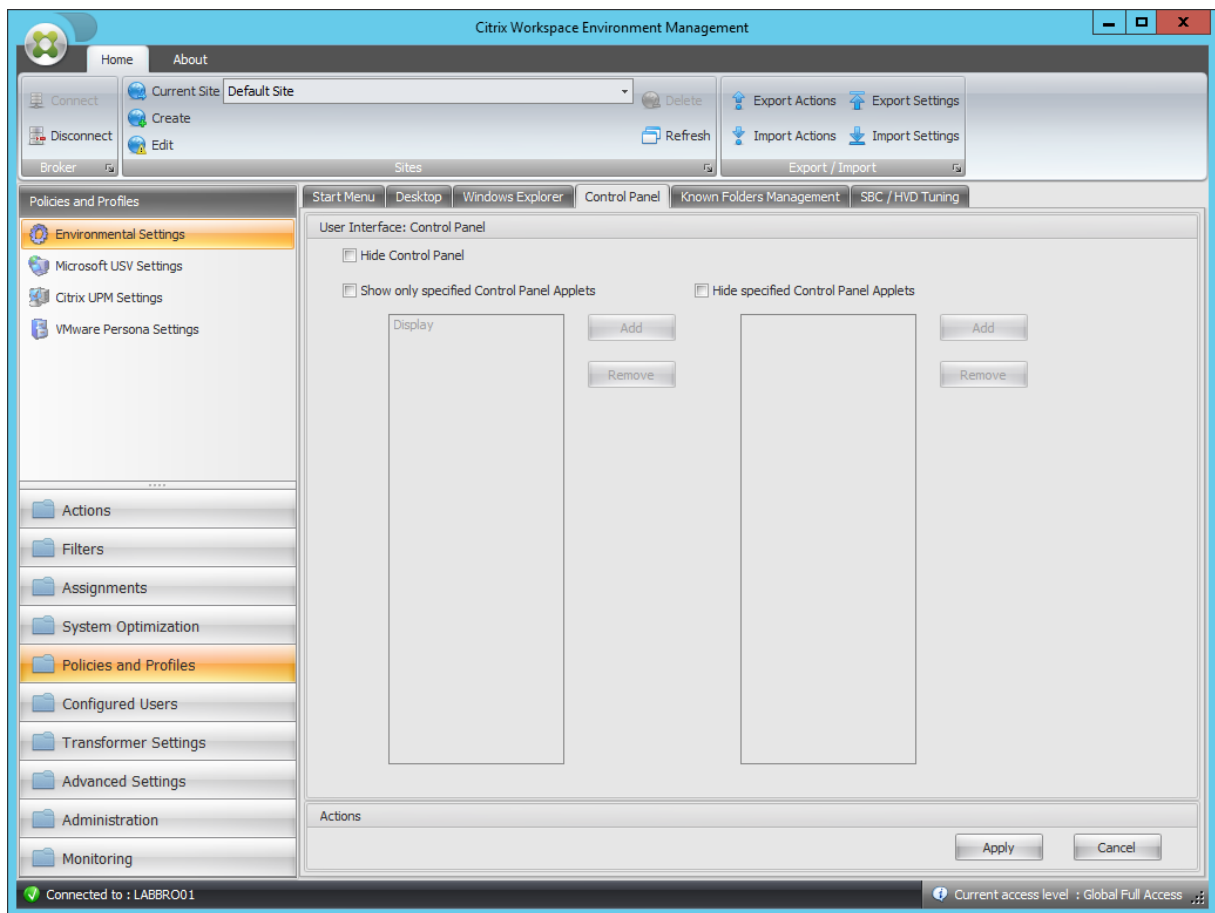 Citrix Workspace Environment Management
Home About
Connect
Disconnect
Broker
Current Site Default Site
Create
Edit
Delete
Refresh
Sites
Export Actions Export Settings
Import Actions Import Settings
Export / Import
Policies and Profiles
Environmental Settings
Microsoft USV Settings
Citrix UPM Settings
VMware Persona Settings
Actions
Filters
Assignments
System Optimization
Policies and Profiles
Configured Users
Transformer Settings
Advanced Settings
Administration
Monitoring
Start Menu Desktop Windows Explorer Control Panel Known Folders Management SBC / HVD Tuning
User Interface: Control Panel
Hide Control Panel
Show only specified Control Panel Applets Hide specified Control Panel Applets
Display Add Add
Remove Remove
Actions
Apply Cancel
Connected to : LABBRO01 Current access level : Global Full Access